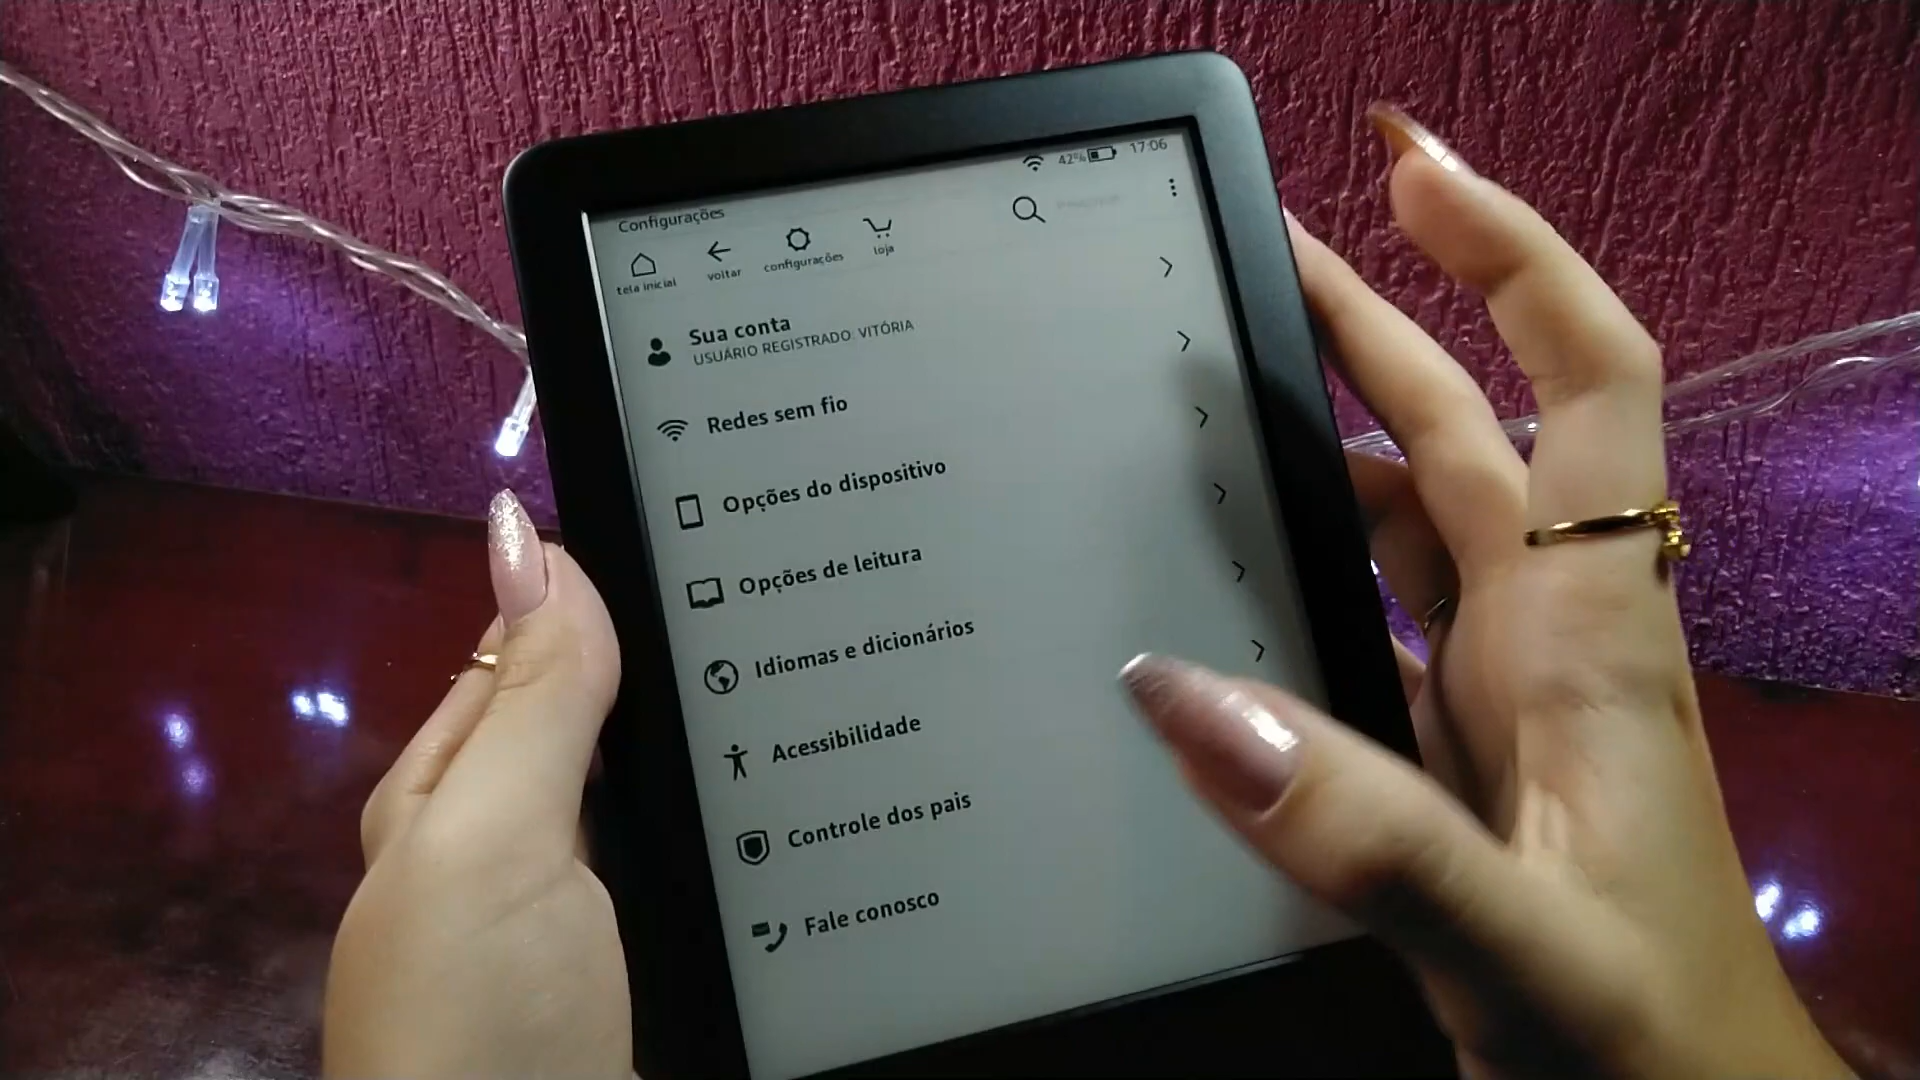 42% 17:06
Configurações
tela inicial
voltar
configurações
loja
Sua conta
USUÁRIO REGISTRADO: VITÓRIA
Redes sem fio
Opções do dispositivo
Opções de leitura
Idiomas e dicionários
Acessibilidade
Controle dos pais
Fale conosco